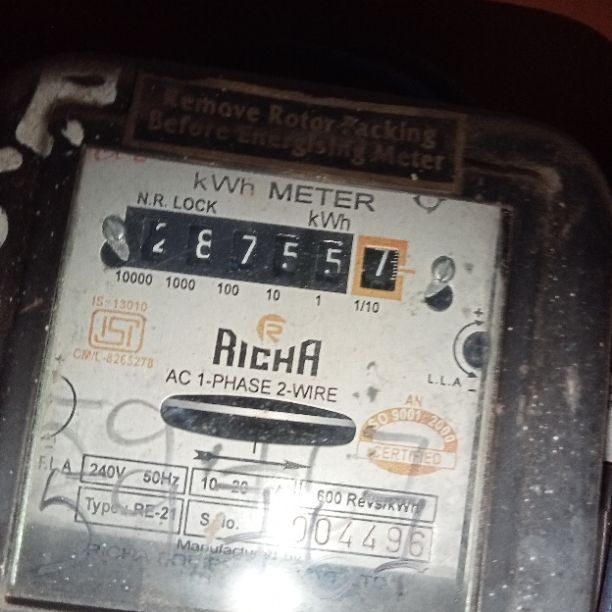 Remove Rotor Packing
Before Energising Meter
kWh METER
N.R. LOCK
kWh
2 8 7 5 5 7
10000 1000 100 10 1 1/10
IS:13010
ISI
CM/L-8265278
R
RICHA
AC 1-PHASE 2-WIRE
+
L.L.A
-
AN
ISO 9001:2000
CERTIFIED
+
-
F.L.A
240V 50Hz
10-20
600 Revs/kWh
Type: RE-21
S. No.
004496